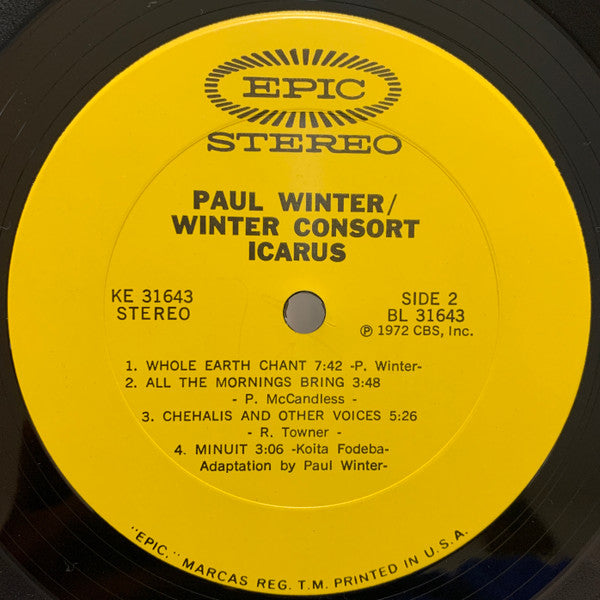 EPIC
STEREO
PAUL WINTER/
WINTER CONSORT
ICARUS
KE 31643
STEREO
SIDE 2
BL 31643
℗ 1972 CBS, Inc.
1. WHOLE EARTH CHANT 7:42 -P. Winter-
2. ALL THE MORNINGS BRING 3:48
- P. McCandless -
3. CHEHALIS AND OTHER VOICES 5:26
- R. Towner -
4. MINUIT 3:06 -Koita Fodeba-
Adaptation by Paul Winter-
"EPIC," MARCAS REG. T.M. PRINTED IN U.S.A.